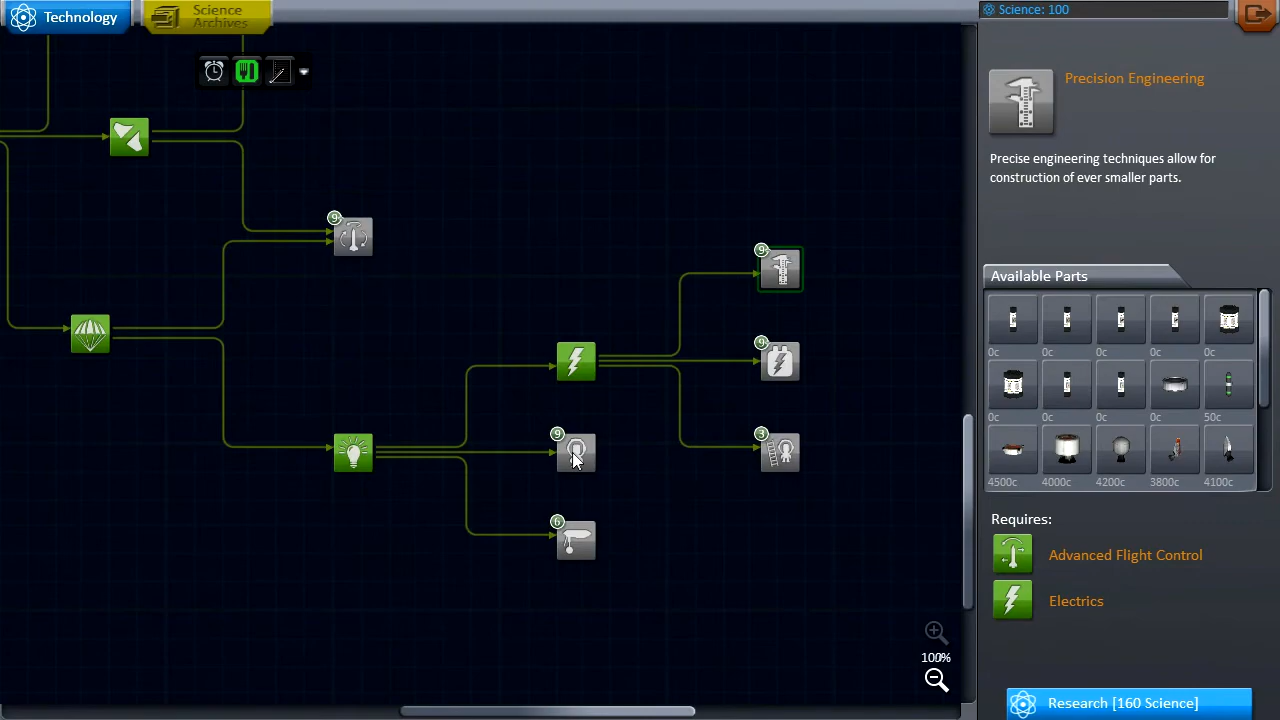 Technology
Science
Archives
Science: 100
Precision Engineering
Precise engineering techniques allow for
construction of ever smaller parts.
Available Parts
0c 0c 0c 0c 0c
0c 0c 0c 0c 50c
4500c 4000c 4200c 3800c 4100c
Requires:
Advanced Flight Control
Electrics
Research [160 Science]
9
9
9
9
3
6
100%